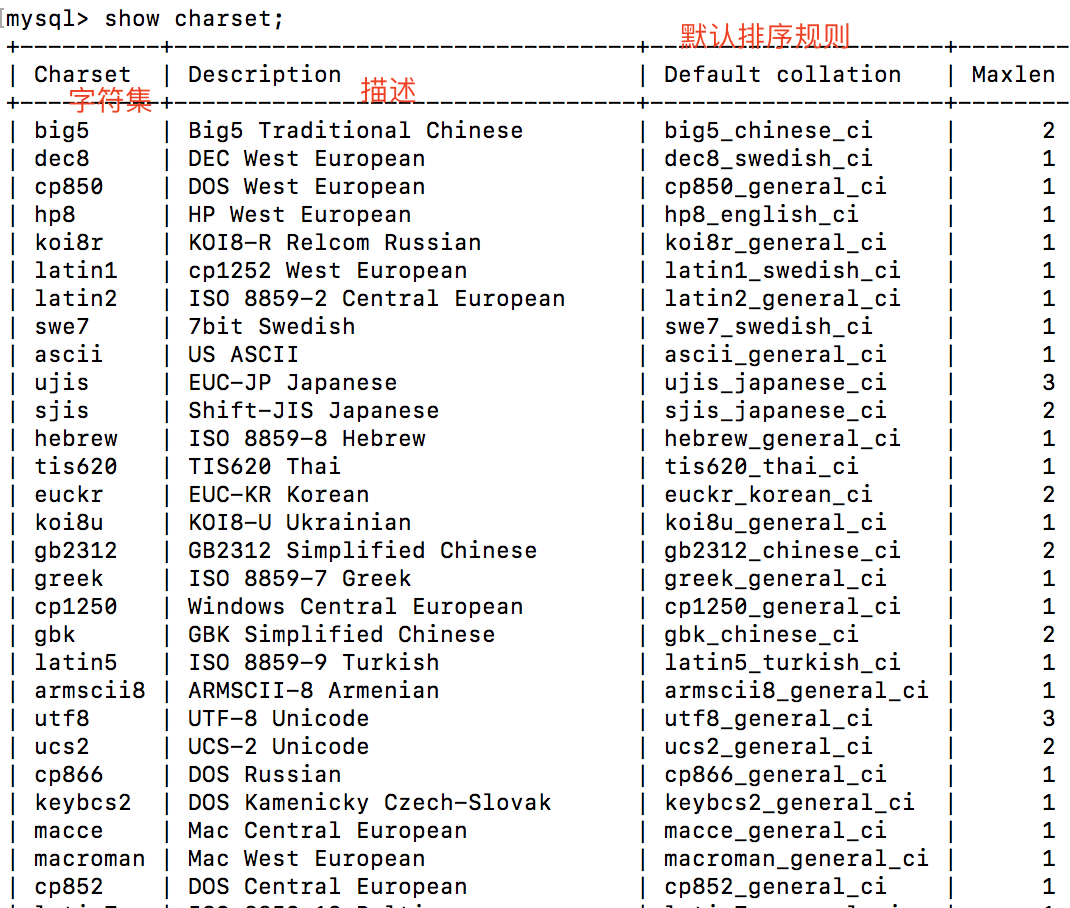 mysql> show charset;
默认排序规则
| Charset | Description | Default collation | Maxlen
字符集 描述
| big5 | Big5 Traditional Chinese | big5_chinese_ci | 2
| dec8 | DEC West European | dec8_swedish_ci | 1
| cp850 | DOS West European | cp850_general_ci | 1
| hp8 | HP West European | hp8_english_ci | 1
| koi8r | KOI8-R Relcom Russian | koi8r_general_ci | 1
| latin1 | cp1252 West European | latin1_swedish_ci | 1
| latin2 | ISO 8859-2 Central European | latin2_general_ci | 1
| swe7 | 7bit Swedish | swe7_swedish_ci | 1
| ascii | US ASCII | ascii_general_ci | 1
| ujis | EUC-JP Japanese | ujis_japanese_ci | 3
| sjis | Shift-JIS Japanese | sjis_japanese_ci | 2
| hebrew | ISO 8859-8 Hebrew | hebrew_general_ci | 1
| tis620 | TIS620 Thai | tis620_thai_ci | 1
| euckr | EUC-KR Korean | euckr_korean_ci | 2
| koi8u | KOI8-U Ukrainian | koi8u_general_ci | 1
| gb2312 | GB2312 Simplified Chinese | gb2312_chinese_ci | 2
| greek | ISO 8859-7 Greek | greek_general_ci | 1
| cp1250 | Windows Central European | cp1250_general_ci | 1
| gbk | GBK Simplified Chinese | gbk_chinese_ci | 2
| latin5 | ISO 8859-9 Turkish | latin5_turkish_ci | 1
| armscii8 | ARMSCII-8 Armenian | armscii8_general_ci | 1
| utf8 | UTF-8 Unicode | utf8_general_ci | 3
| ucs2 | UCS-2 Unicode | ucs2_general_ci | 2
| cp866 | DOS Russian | cp866_general_ci | 1
| keybcs2 | DOS Kamenicky Czech-Slovak | keybcs2_general_ci | 1
| macce | Mac Central European | macce_general_ci | 1
| macroman | Mac West European | macroman_general_ci | 1
| cp852 | DOS Central European | cp852_general_ci | 1